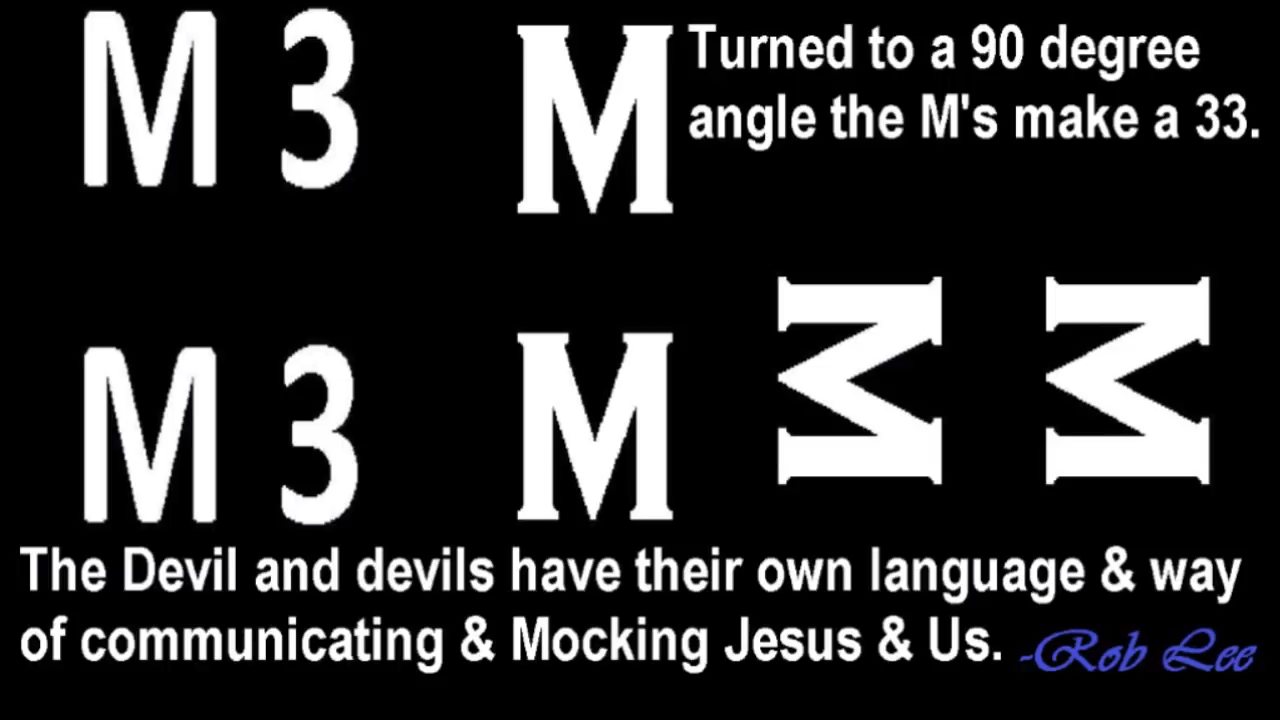 M 3 M Turned to a 90 degree
angle the M's make a 33.
M 3 M M M
The Devil and devils have their own language & way
of communicating & Mocking Jesus & Us. -Rob Lee